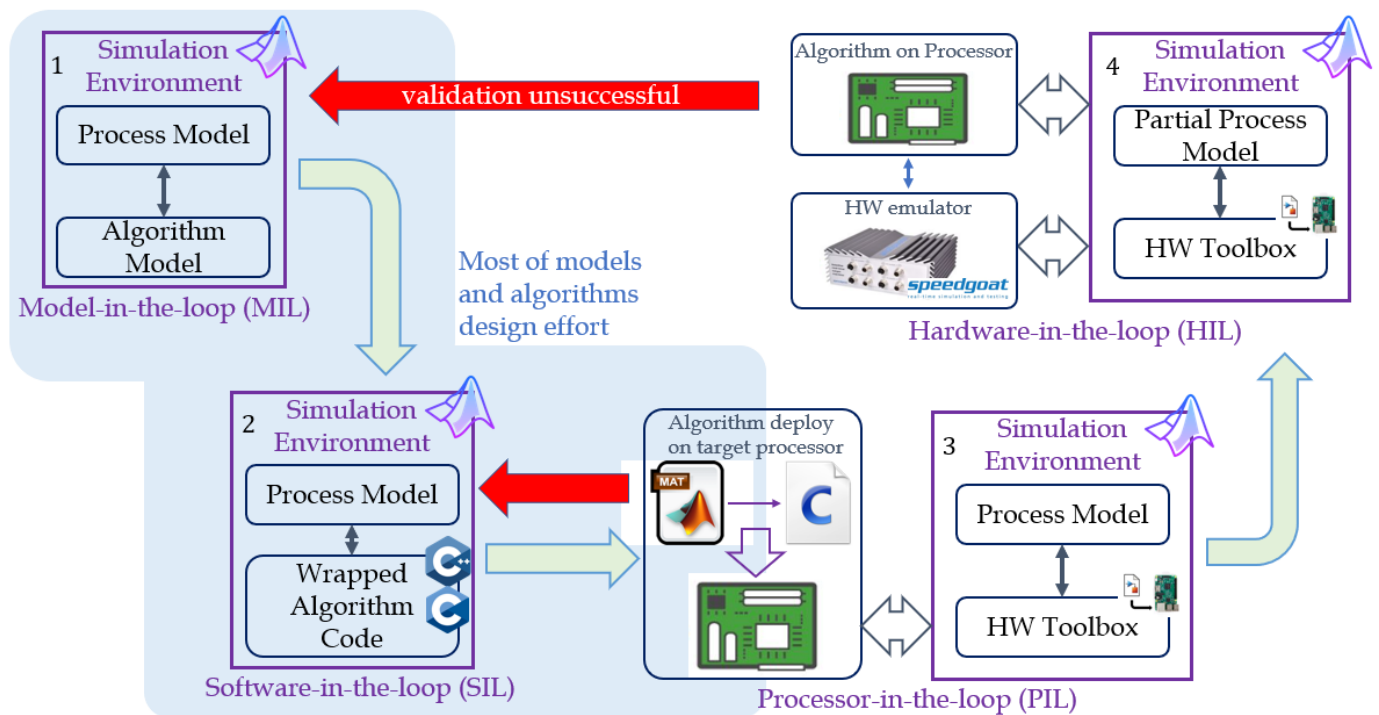 1
Simulation
Environment
Process Model
Algorithm
Model
Model-in-the-loop (MIL)
validation unsuccessful
Algorithm on Processor
HW emulator
speedgoat
real-time simulation and testing
4
Simulation
Environment
Partial Process
Model
HW Toolbox
Hardware-in-the-loop (HIL)
Most of models
and algorithms
design effort
2
Simulation
Environment
Process Model
Wrapped
Algorithm
Code
C++
C
Software-in-the-loop (SIL)
Algorithm deploy
on target processor
MAT
C
3
Simulation
Environment
Process Model
HW Toolbox
Processor-in-the-loop (PIL)